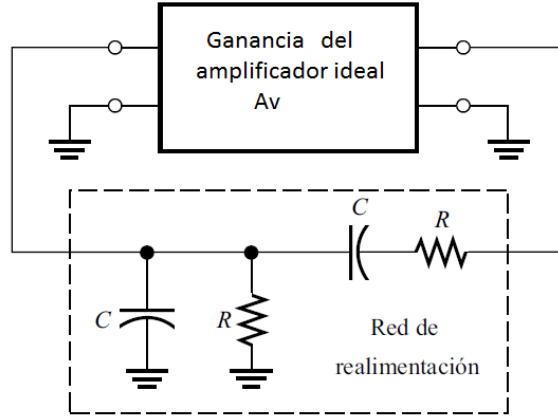 Ganancia del
amplificador ideal
Av
C
R
C
R
Red de
realimentación